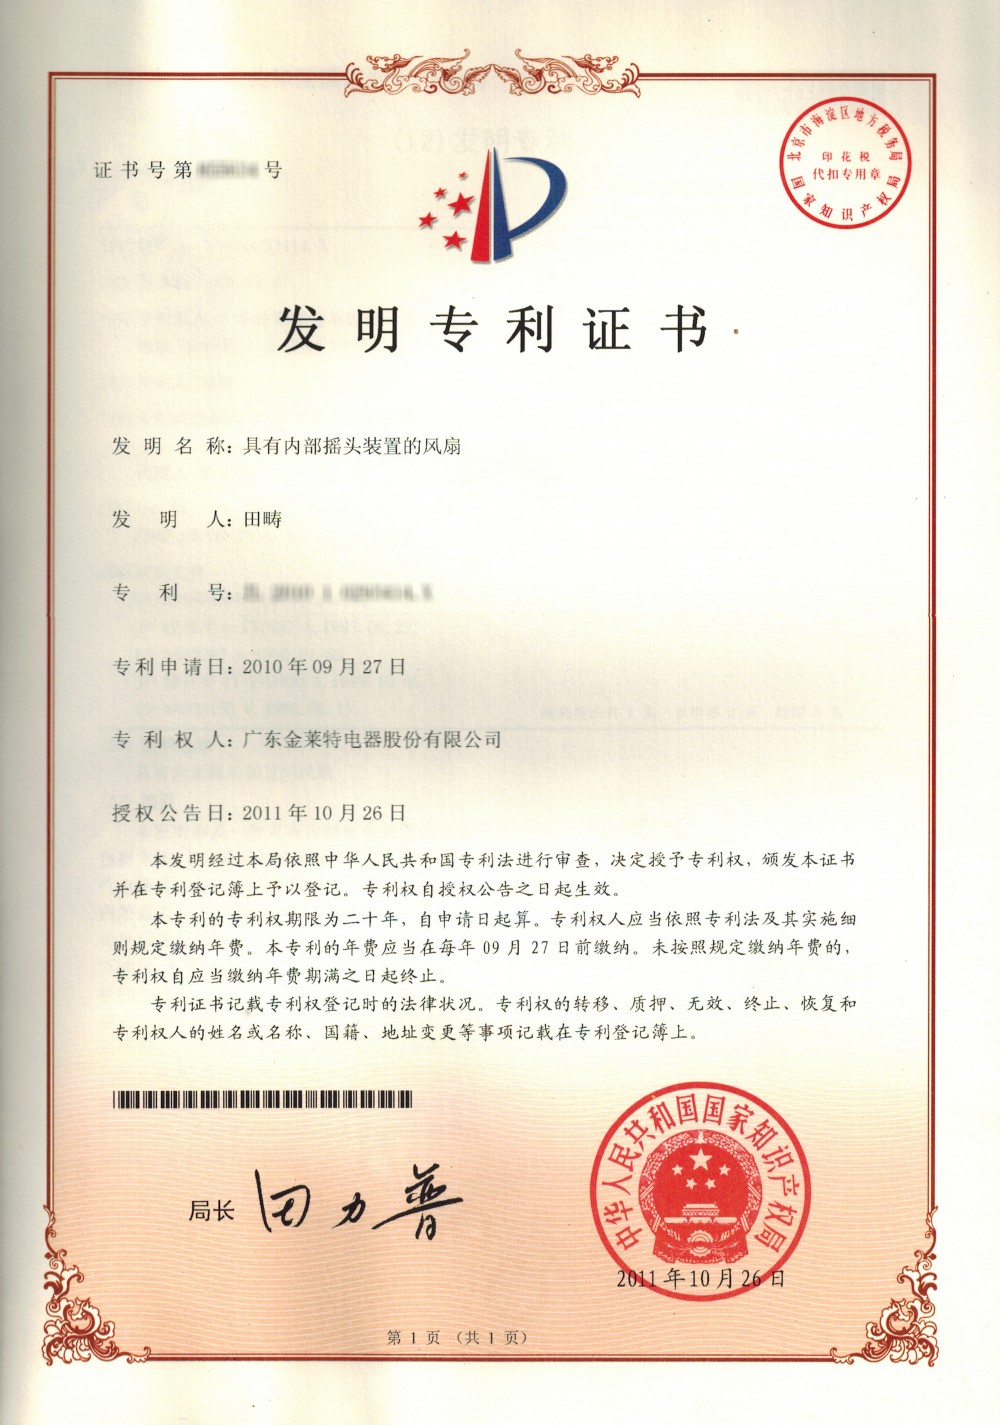 证书号第 号
北京市海淀区地方税务局
印花税
代扣专用章
国家知识产权局
发明专利证书
发明名称：具有内部摇头装置的风扇
发明人：田畴
专利号：
专利申请日：2010年09月27日
专利权人：广东金莱特电器股份有限公司
授权公告日：2011年10月26日
本发明经过本局依照中华人民共和国专利法进行审查，决定授予专利权，颁发本证书
并在专利登记簿上予以登记。专利权自授权公告之日起生效。
本专利的专利权期限为二十年，自申请日起算。专利权人应当依照专利法及其实施细
则规定缴纳年费。本专利的年费应当在每年09月27日前缴纳。未按照规定缴纳年费的，
专利权自应当缴纳年费期满之日起终止。
专利证书记载专利权登记时的法律状况。专利权的转移、质押、无效、终止、恢复和
专利权人的姓名或名称、国籍、地址变更等事项记载在专利登记簿上。
局长 田力普
中华人民共和国国家知识产权局
2011年10月26日
第1页（共1页）